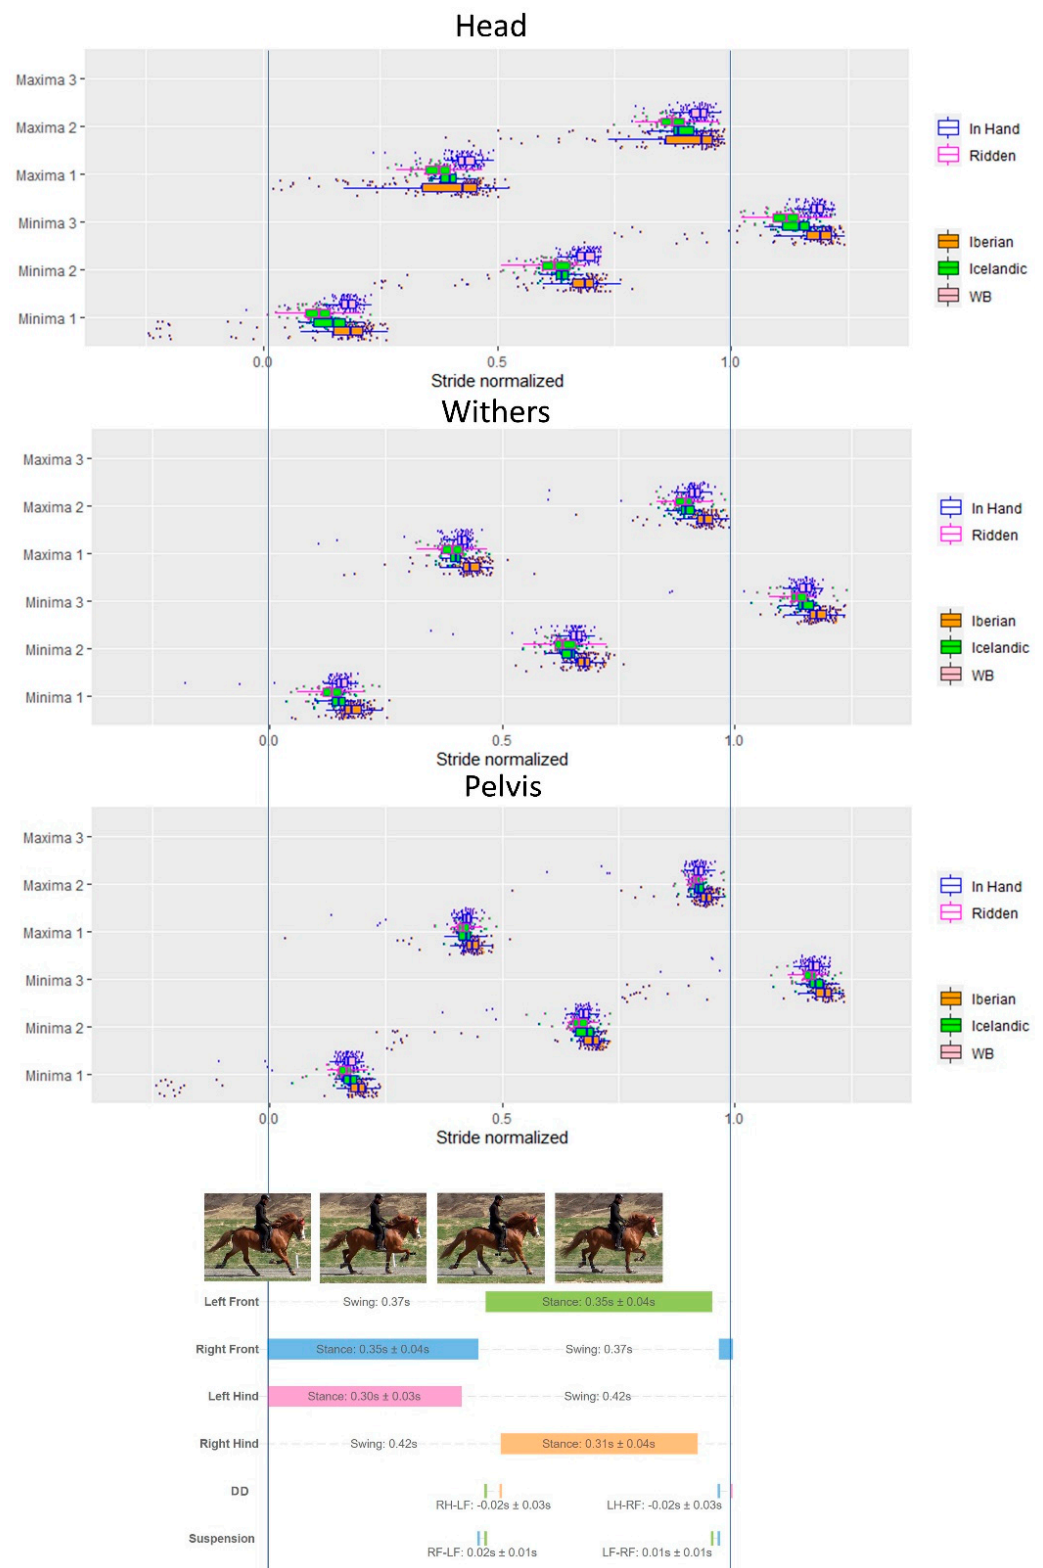 Head
Maxima 3
Maxima 2
Maxima 1
Minima 3
Minima 2
Minima 1
0.0 0.5 1.0
Stride normalized
In Hand
Ridden
Iberian
Icelandic
WB
Withers
Maxima 3
Maxima 2
Maxima 1
Minima 3
Minima 2
Minima 1
0.0 0.5 1.0
Stride normalized
In Hand
Ridden
Iberian
Icelandic
WB
Pelvis
Maxima 3
Maxima 2
Maxima 1
Minima 3
Minima 2
Minima 1
0.0 0.5 1.0
Stride normalized
In Hand
Ridden
Iberian
Icelandic
WB
Left Front Swing: 0.37s Stance: 0.35s ± 0.04s
Right Front Stance: 0.35s ± 0.04s Swing: 0.37s
Left Hind Stance: 0.30s ± 0.03s Swing: 0.42s
Right Hind Swing: 0.42s Stance: 0.31s ± 0.04s
DD
RH-LF: -0.02s ± 0.03s LH-RF: -0.02s ± 0.03s
Suspension
RF-LF: 0.02s ± 0.01s LF-RF: 0.01s ± 0.01s